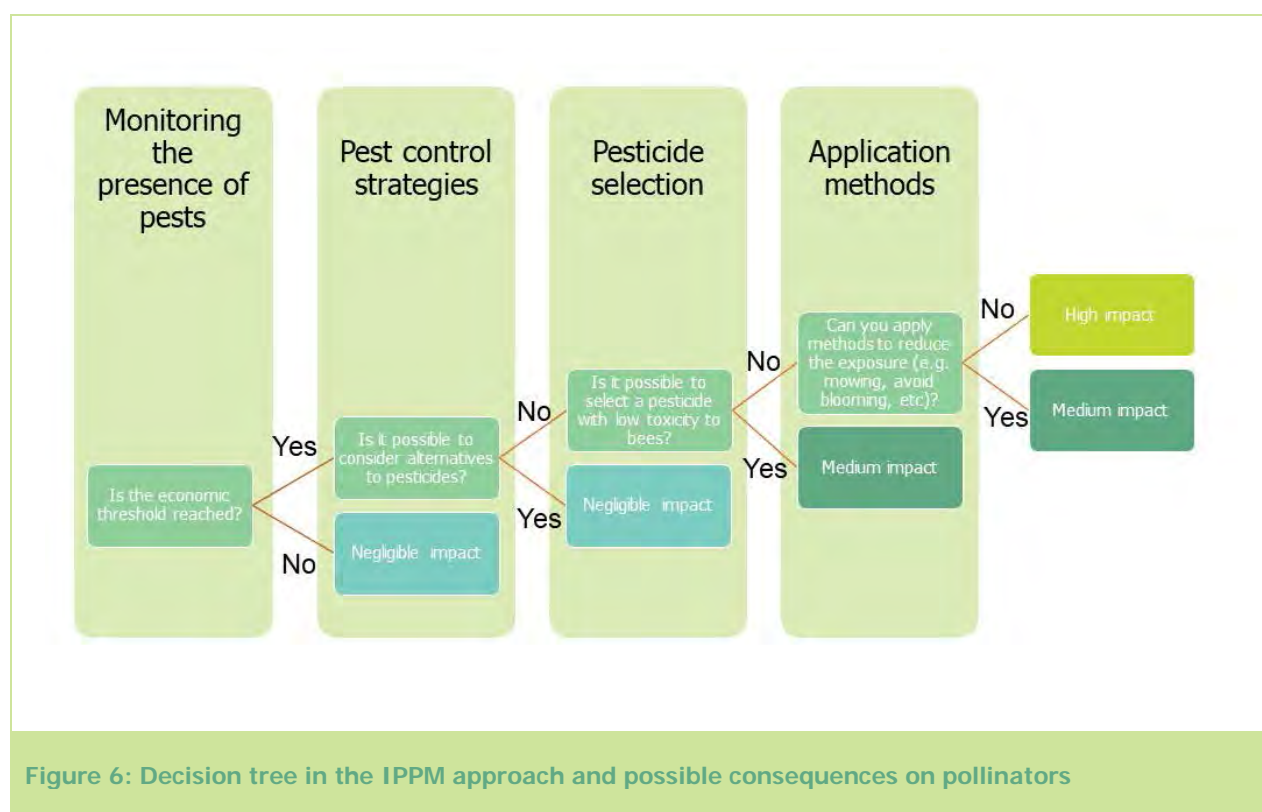 Monitoring
the
presence of
pests
Pest control
strategies
Pesticide
selection
Application
methods
Is the economic
threshold reached?
Yes
No
Is it possible to
consider alternatives
to pesticides?
Negligible impact
No
Yes
Is it possible to
select a pesticide
with low toxicity to
bees?
Negligible impact
No
Yes
Can you apply
methods to reduce
the exposure (e.g.
mowing, avoid
blooming, etc)?
Medium impact
No
Yes
High impact
Medium impact
Figure 6: Decision tree in the IPPM approach and possible consequences on pollinators